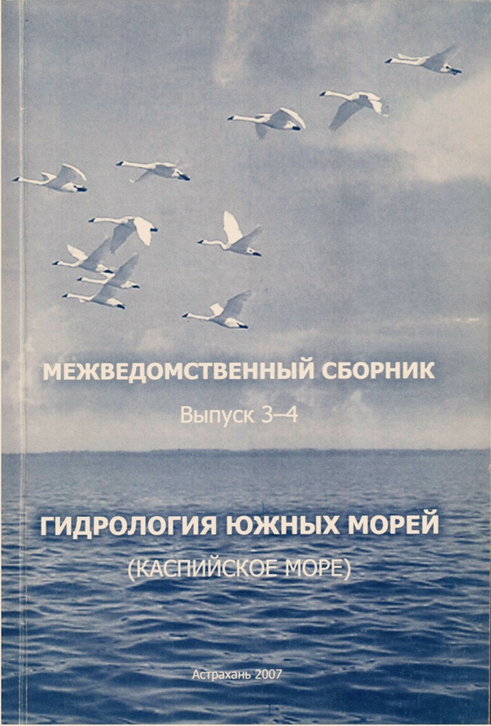 МЕЖВЕДОМСТВЕННЫЙ СБОРНИК
Выпуск 3–4
ГИДРОЛОГИЯ ЮЖНЫХ МОРЕЙ
(КАСПИЙСКОЕ МОРЕ)
Астрахань 2007